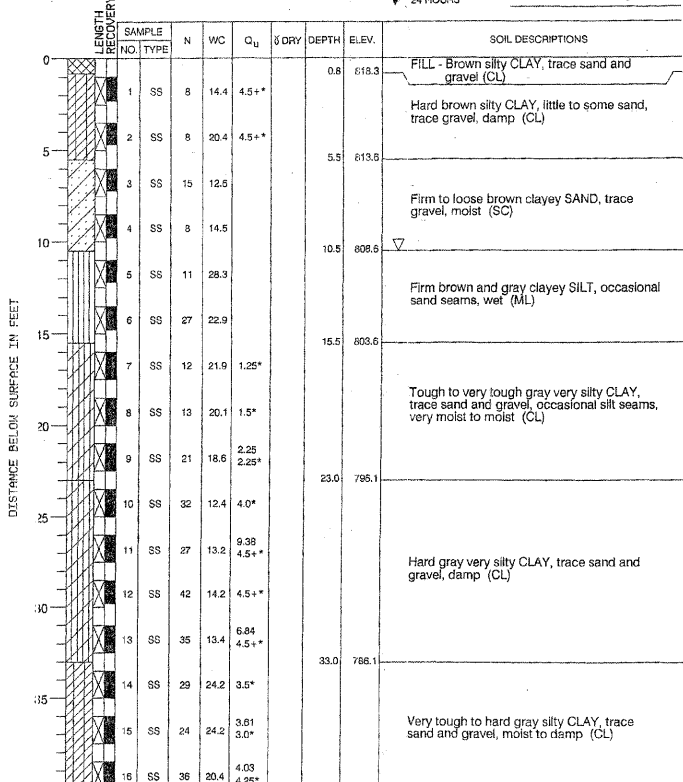 24 HOURS
LENGTH
RECOVERY
SAMPLE
NO. TYPE N WC Qu γ DRY DEPTH ELEV. SOIL DESCRIPTIONS
DISTANCE BELOW SURFACE IN FEET
0
FILL - Brown silty CLAY, trace sand and
0.8 818.3 gravel (CL)
1 SS 8 14.4 4.5+*
Hard brown silty CLAY, little to some sand,
trace gravel, damp (CL)
2 SS 8 20.4 4.5+*
5
5.5 813.6
3 SS 15 12.5
Firm to loose brown clayey SAND, trace
gravel, moist (SC)
4 SS 8 14.5
10
10.5 808.6
5 SS 11 28.3
Firm brown and gray clayey SILT, occasional
sand seams, wet (ML)
6 SS 27 22.9
15
15.5 803.6
7 SS 12 21.9 1.25*
Tough to very tough gray very silty CLAY,
trace sand and gravel, occasional silt seams,
very moist to moist (CL)
8 SS 13 20.1 1.5*
20
2.25
9 SS 21 18.6 2.25*
23.0 796.1
10 SS 32 12.4 4.0*
25
9.38
11 SS 27 13.2 4.5+*
Hard gray very silty CLAY, trace sand and
gravel, damp (CL)
12 SS 42 14.2 4.5+*
30
6.84
13 SS 35 13.4 4.5+*
33.0 786.1
14 SS 29 24.2 3.5*
35
3.61
15 SS 24 24.2 3.0*
Very tough to hard gray silty CLAY, trace
sand and gravel, moist to damp (CL)
4.03
16 SS 36 20.4 4.25*